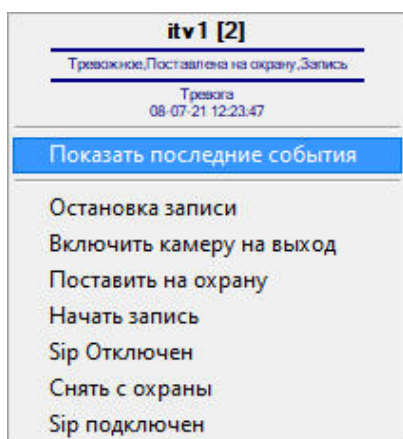 itv1 [2]
Тревожное,Поставлена на охрану,Запись
Тревога
08-07-21 12:23:47
Показать последние события
Остановка записи
Включить камеру на выход
Поставить на охрану
Начать запись
Sip Отключен
Снять с охраны
Sip подключен